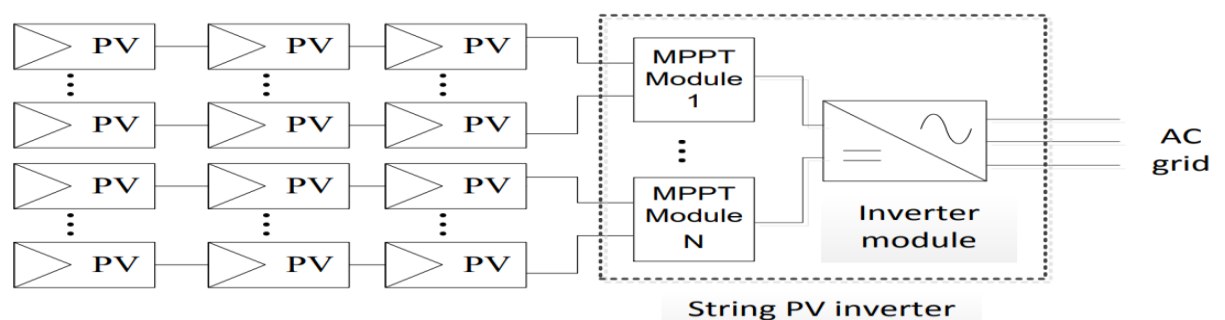 PV PV PV
PV PV PV
PV PV PV
PV PV PV
MPPT
Module
1
MPPT
Module
N
Inverter
module
AC
grid
String PV inverter